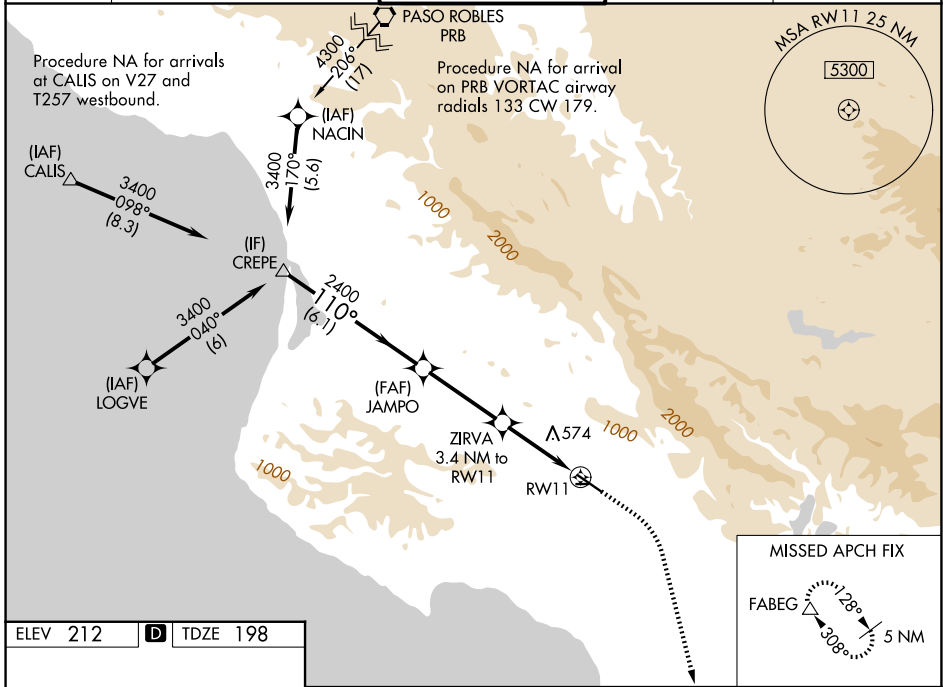 PASO ROBLES
PRB
4300
206°
(17)
Procedure NA for arrivals
at CALIS on V27 and
T257 westbound.
Procedure NA for arrival
on PRB VORTAC airway
radials 133 CW 179.
MSA RW11 25 NM
5300
(IAF)
NACIN
3400
170°
(5.6)
(IAF)
CALIS
3400
098°
(8.3)
1000
2000
(IF)
CREPE
2400
110°
(6.1)
3400
040°
(6)
(IAF)
LOGVE
(FAF)
JAMPO
ZIRVA
3.4 NM to
RW11
574
1000
2000
RW11
1000
MISSED APCH FIX
FABEG
128°
308°
5 NM
ELEV 212 D TDZE 198